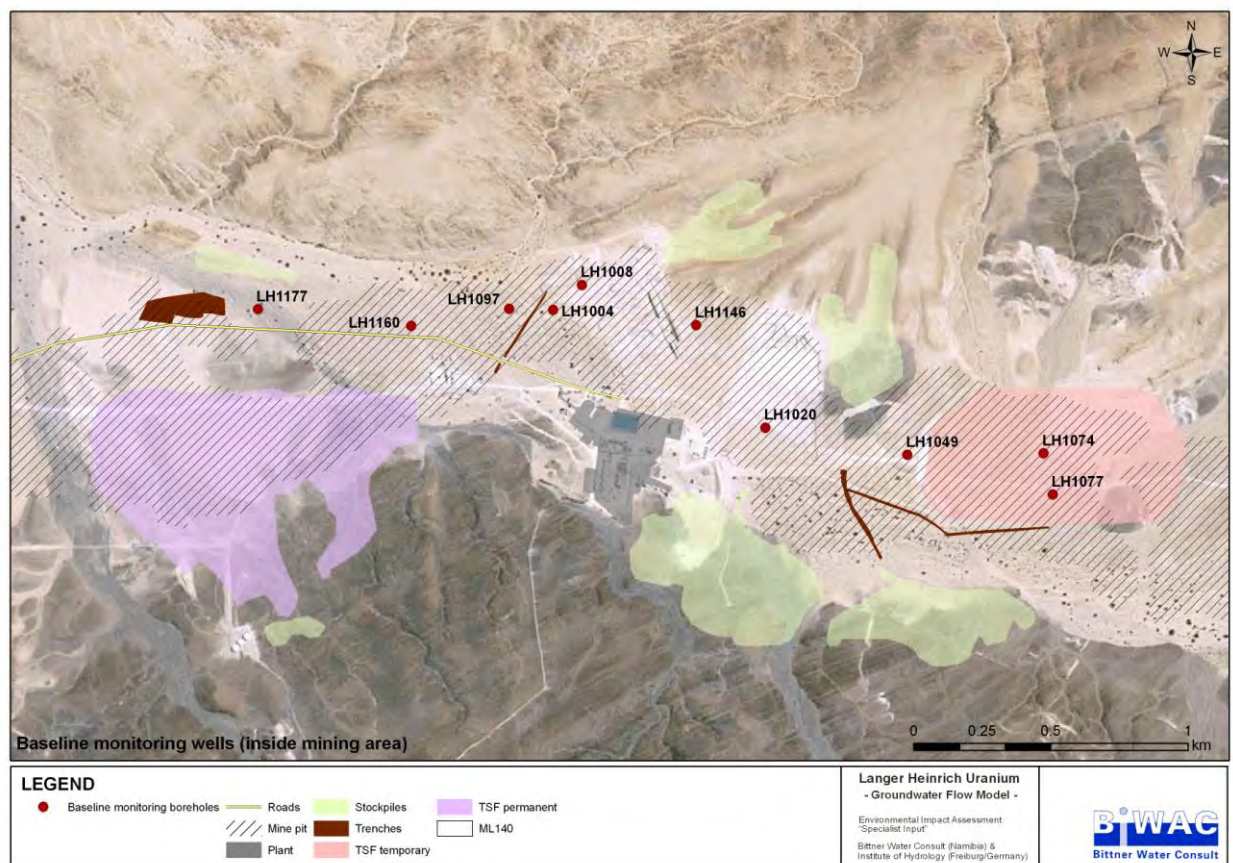 N
W E
S
LH1008
LH1177
LH1097
LH1004
LH1160
LH1146
LH1020
LH1049
LH1074
LH1077
Baseline monitoring wells (inside mining area)
0 0.25 0.5 1
km
LEGEND
Baseline monitoring boreholes
Roads
Stockpiles
TSF permanent
Mine pit
Trenches
ML140
Plant
TSF temporary
Langer Heinrich Uranium
- Groundwater Flow Model -
Environmental Impact Assessment
"Specialist Input"
Bittner Water Consult (Namibia) &
Institute of Hydrology (Freiburg/Germany)
BiWAC
Bittner Water Consult